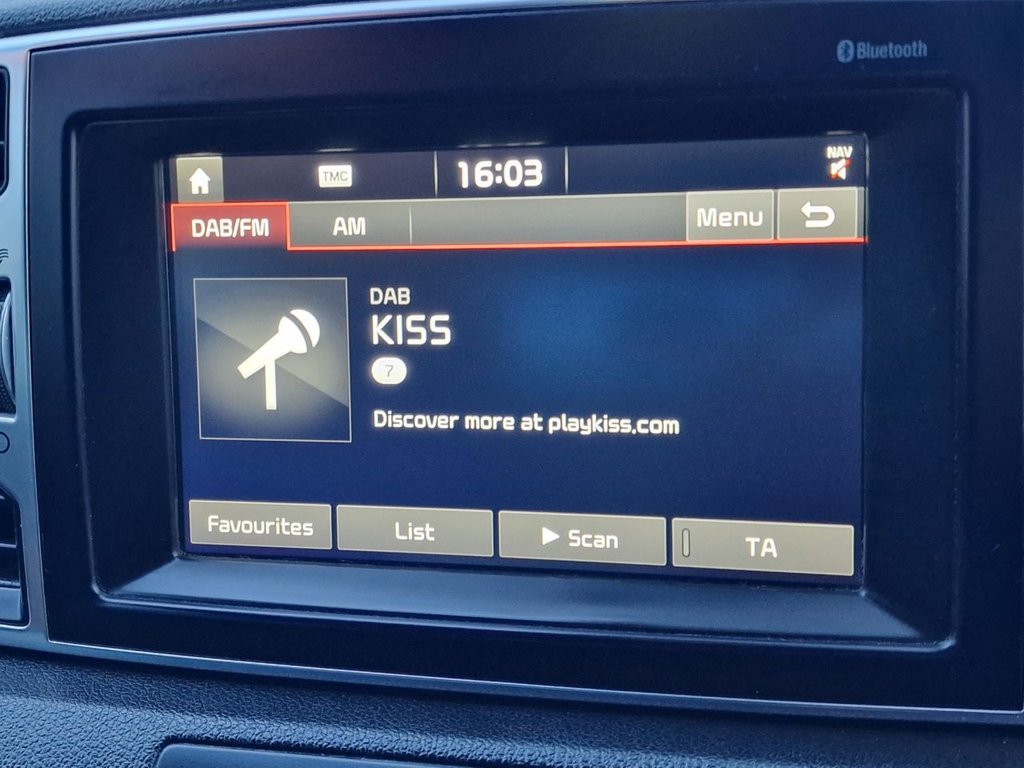 Bluetooth
TMC 16:03 NAV
DAB/FM AM Menu
DAB
KISS
7
Discover more at playkiss.com
Favourites List Scan TA